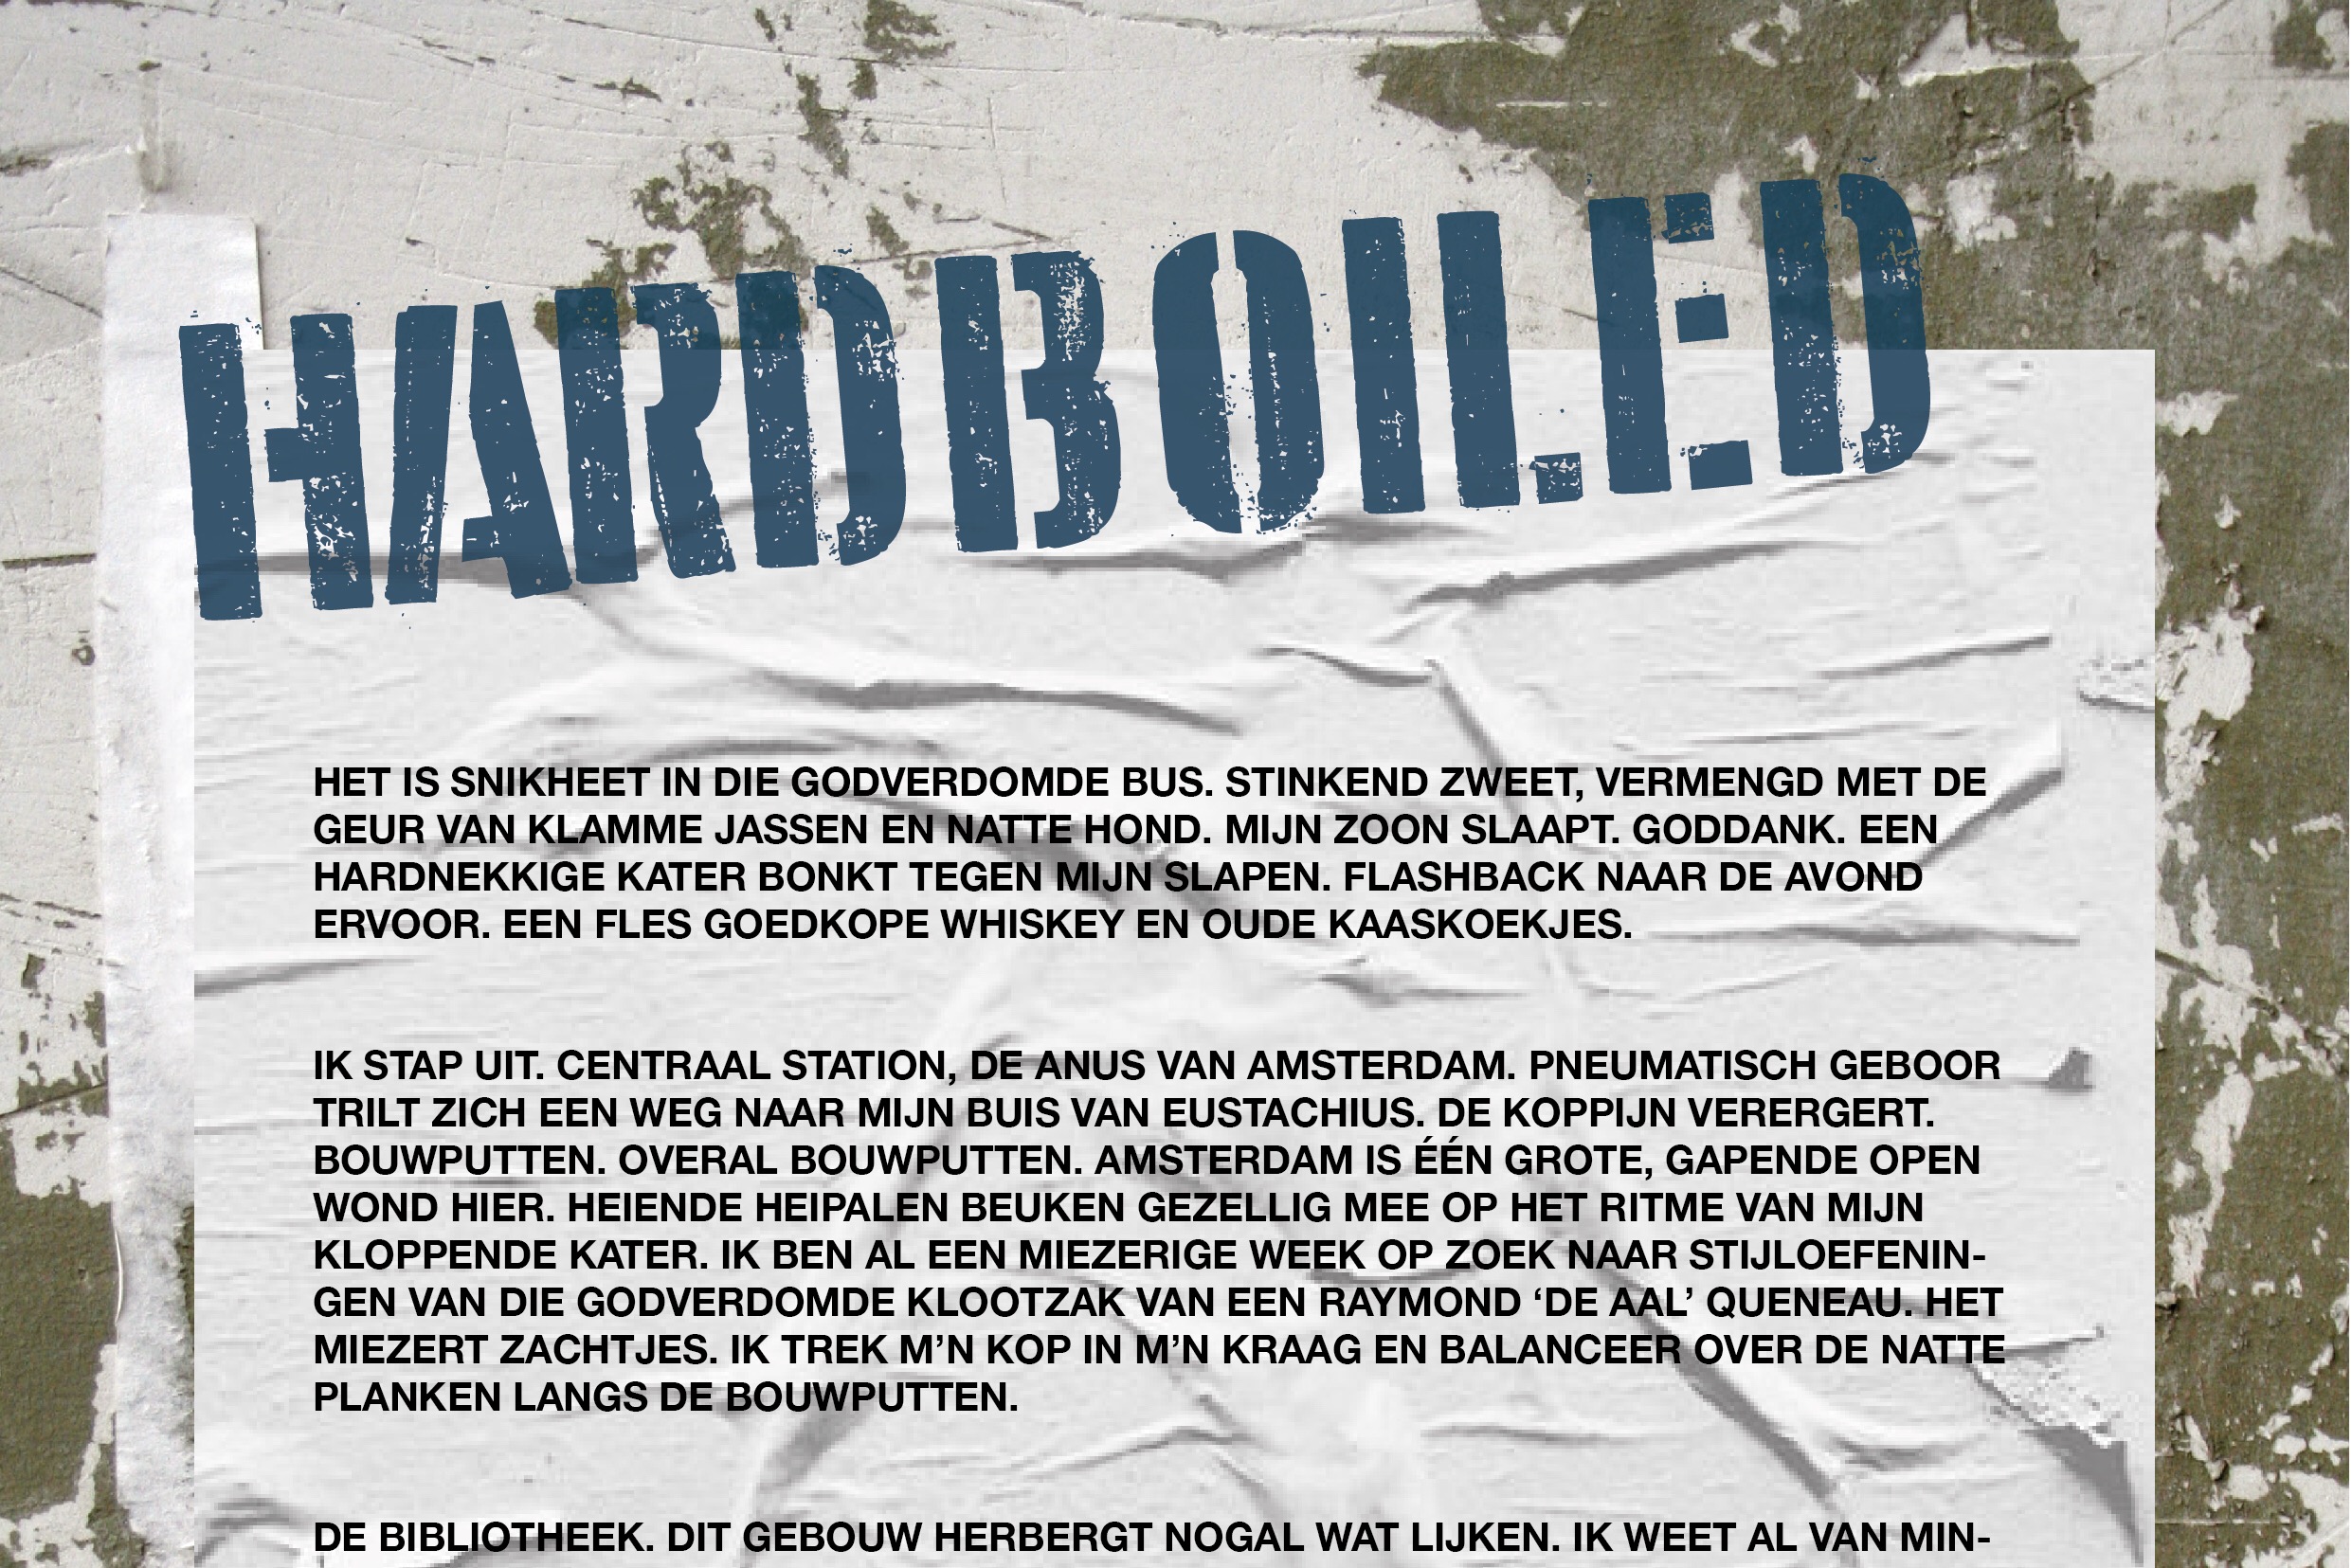 HARDBOILED
HET IS SNIKHEET IN DIE GODVERDOMDE BUS. STINKEND ZWEET, VERMENGD MET DE
GEUR VAN KLAMME JASSEN EN NATTE HOND. MIJN ZOON SLAAPT. GODDANK. EEN
HARDNEKKIGE KATER BONKT TEGEN MIJN SLAPEN. FLASHBACK NAAR DE AVOND
ERVOOR. EEN FLES GOEDKOPE WHISKEY EN OUDE KAASKOEKJES.
IK STAP UIT. CENTRAAL STATION, DE ANUS VAN AMSTERDAM. PNEUMATISCH GEBOOR
TRILT ZICH EEN WEG NAAR MIJN BUIS VAN EUSTACHIUS. DE KOPPIJN VERERGERT.
BOUWPUTTEN. OVERAL BOUWPUTTEN. AMSTERDAM IS ÉÉN GROTE, GAPENDE OPEN
WOND HIER. HEIENDE HEIPALEN BEUKEN GEZELLIG MEE OP HET RITME VAN MIJN
KLOPPENDE KATER. IK BEN AL EEN MIEZERIGE WEEK OP ZOEK NAAR STIJLOEFENIN-
GEN VAN DIE GODVERDOMDE KLOOTZAK VAN EEN RAYMOND ‘DE AAL’ QUENEAU. HET
MIEZERT ZACHTJES. IK TREK M’N KOP IN M’N KRAAG EN BALANCEER OVER DE NATTE
PLANKEN LANGS DE BOUWPUTTEN.
DE BIBLIOTHEEK. DIT GEBOUW HERBERGT NOGAL WAT LIJKEN. IK WEET AL VAN MIN-